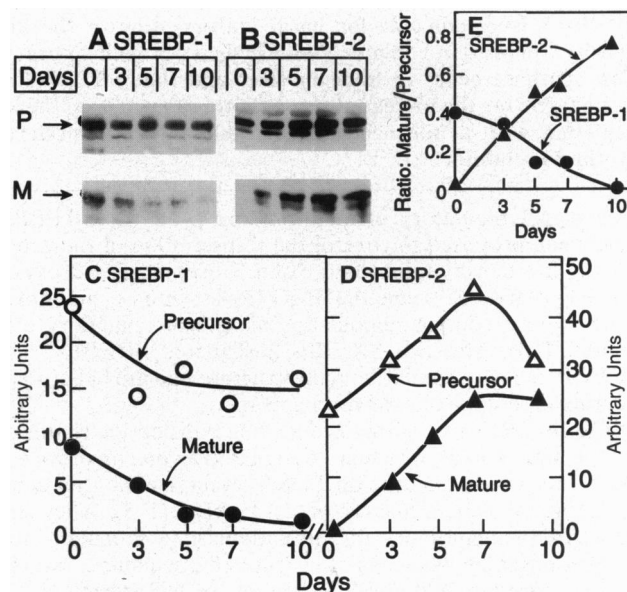 A SREBP-1
B SREBP-2
Days 0 3 5 7 10 0 3 5 7 10
P
M
E
Ratio: Mature/Precursor
0.8
0.6
0.4
0.2
0
SREBP-2
SREBP-1
0 3 5 7 10
Days
C SREBP-1
Arbitrary Units
25
20
15
10
5
0
Precursor
Mature
0 3 5 7 10
D SREBP-2
Precursor
Mature
50
40
30
20
10
0
Arbitrary Units
0 3 5 7 10
Days